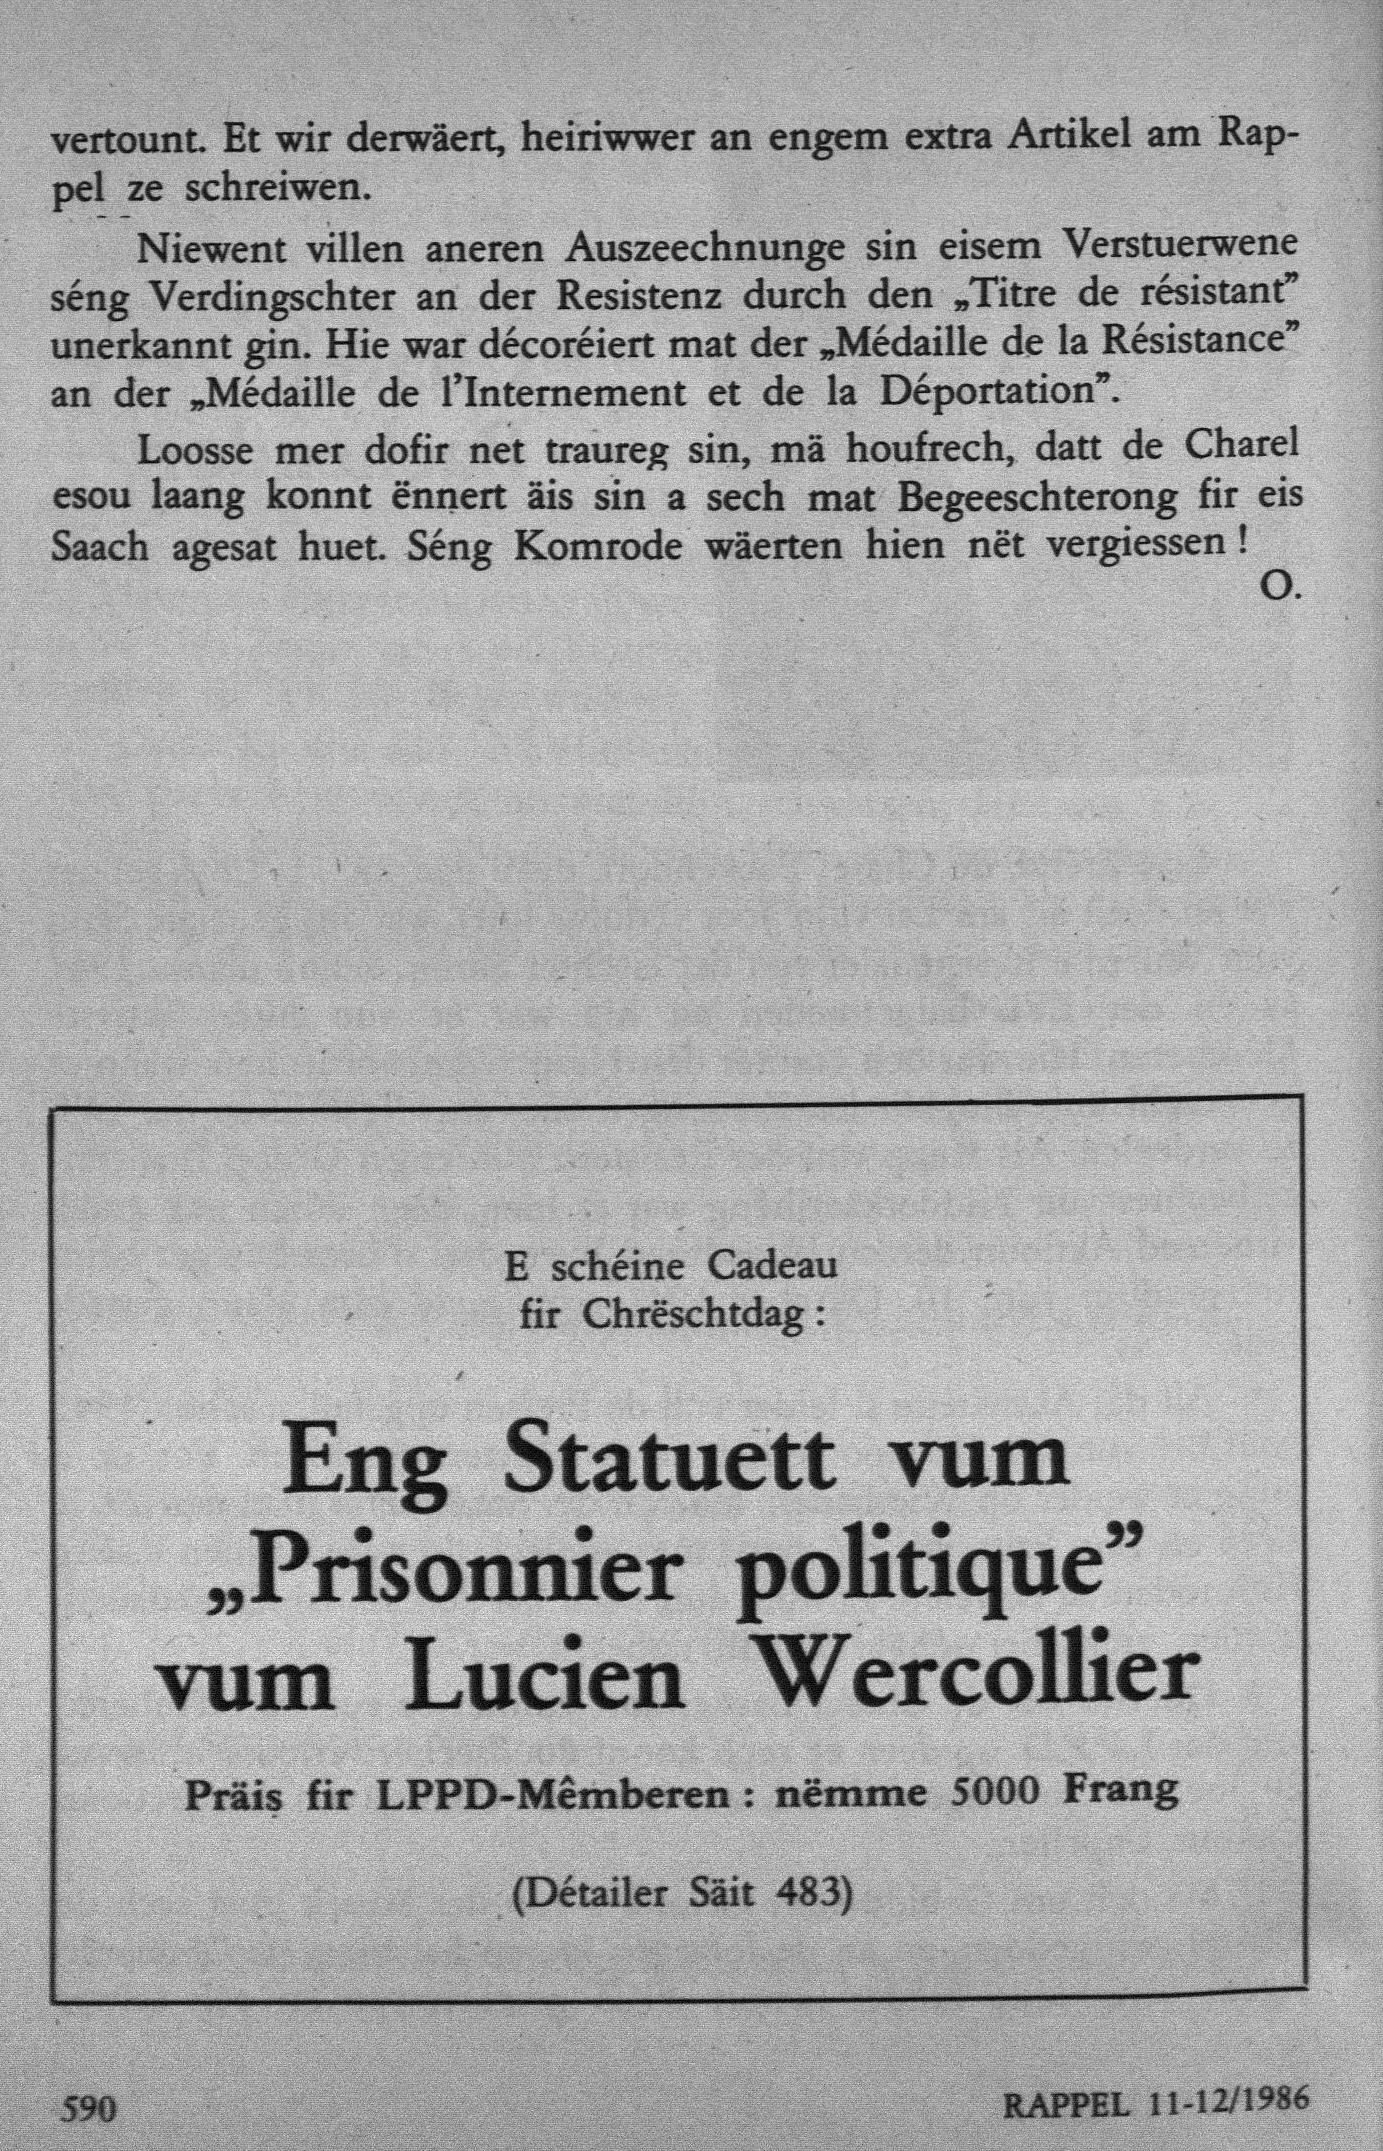 vertount. Et wir derwäert, heiriwwer an engem extra Artikel am Rap-
pel ze schreiwen.
Niewent villen aneren Auszeechnunge sin eisem Verstuerwene
séng Verdingschter an der Resistenz durch den „Titre de résistant”
unerkannt gin. Hie war décoréiert mat der „Médaille de la Résistance”
an der „Médaille de l’Internement et de la Déportation”.
Loosse mer dofir net traureg sin, mä houfrech, datt de Charel
esou laang konnt ënnert äis sin a sech mat Begeeschterong fir eis
Saach agesat huet. Séng Komrode wäerten hien nët vergiessen !
O.
E schéine Cadeau
fir Chrëschtdag :
Eng Statuett vum
„Prisonnier politique”
vum Lucien Wercollier
Präis fir LPPD-Mêmberen : nëmme 5000 Frang
(Détailer Säit 483)
590
RAPPEL 11-12/1986